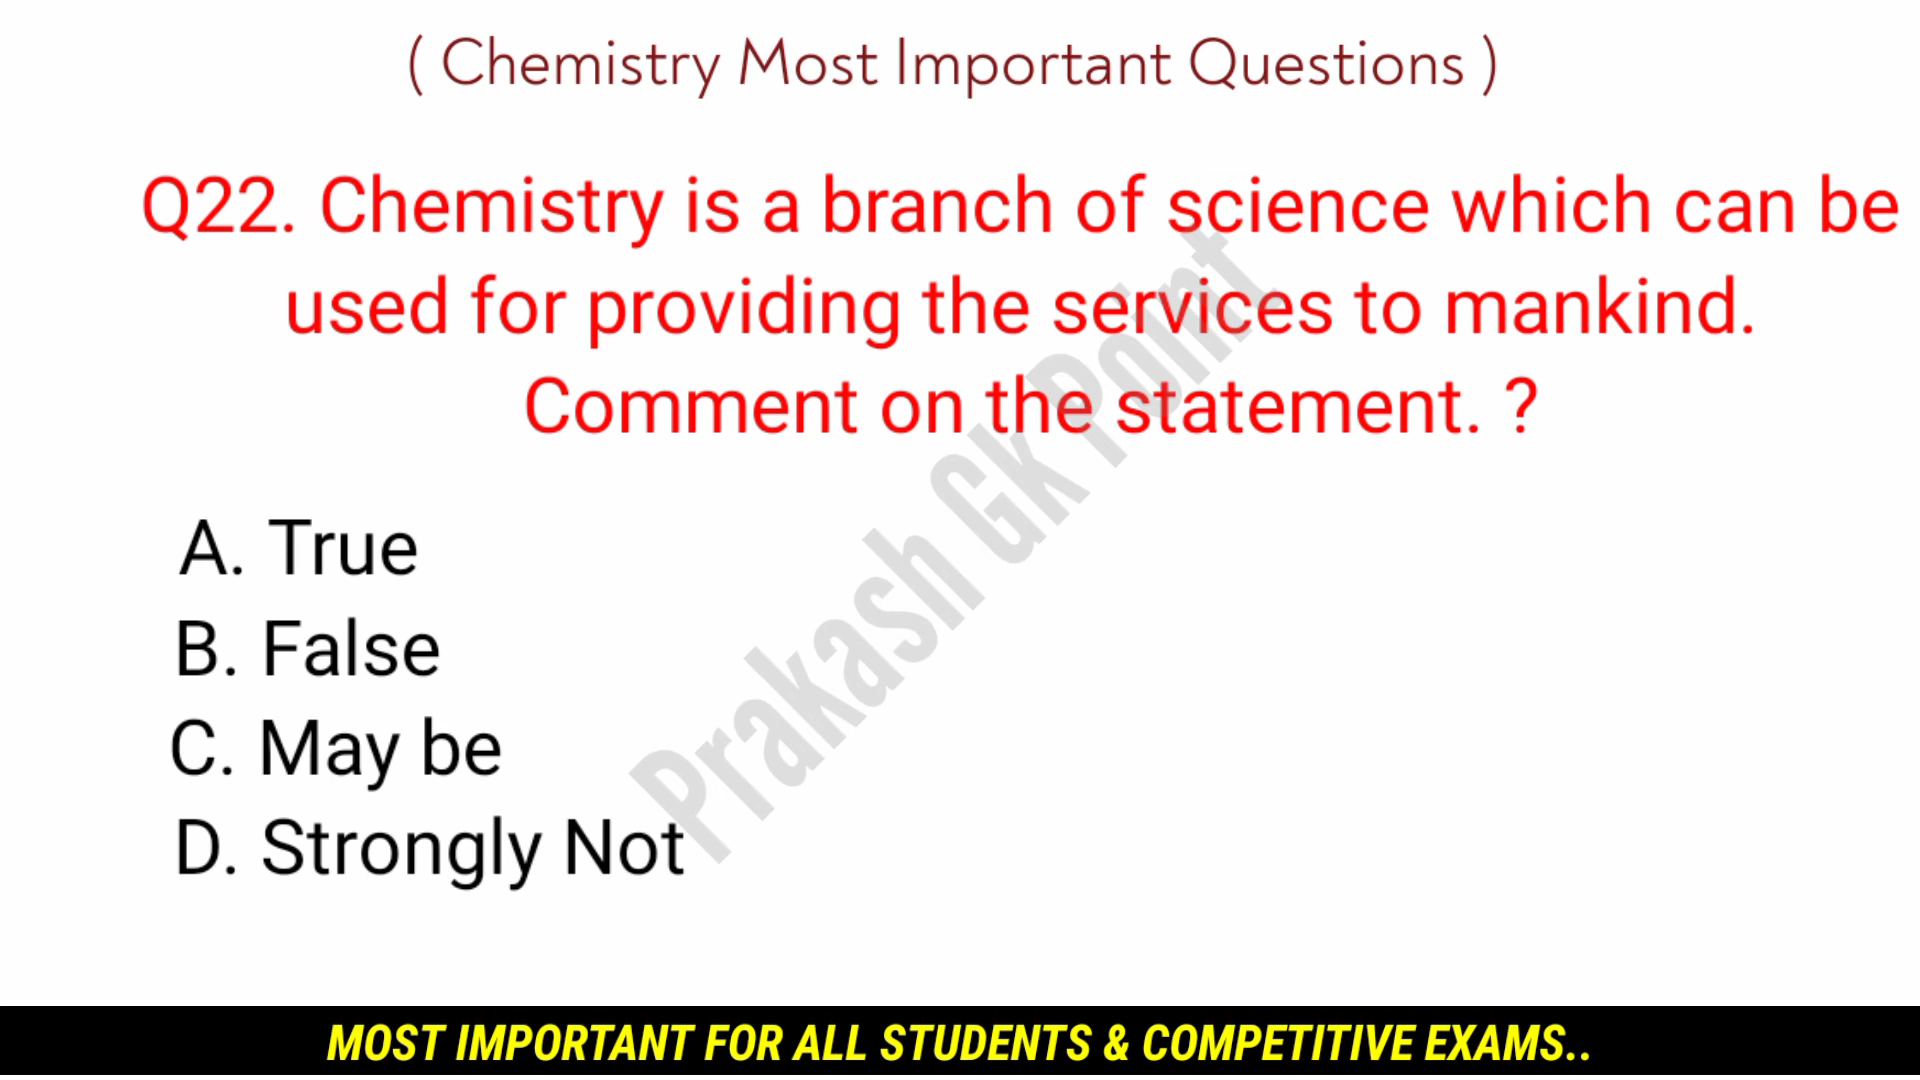 ( Chemistry Most Important Questions )
Q22. Chemistry is a branch of science which can be
used for providing the services to mankind.
Comment on the statement. ?
A. True
B. False
C. May be
D. Strongly Not
Prakash Gk Point
MOST IMPORTANT FOR ALL STUDENTS & COMPETITIVE EXAMS..